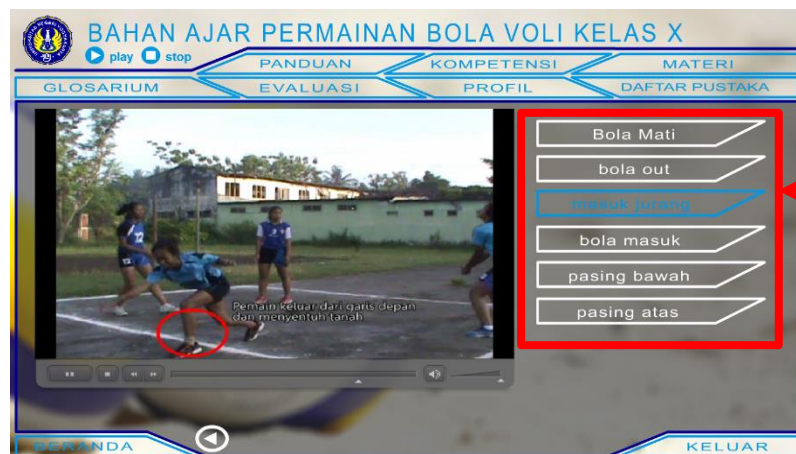 BAHAN AJAR PERMAINAN BOLA VOLI KELAS X
play stop
PANDUAN KOMPETENSI MATERI
GLOSARIUM EVALUASI PROFIL DAFTAR PUSTAKA
Bola Mati
bola out
masuk jurang
bola masuk
pasing bawah
pasing atas
Pemain keluar dari garis depan
dan menyentuh tanah
BERANDA KELUAR